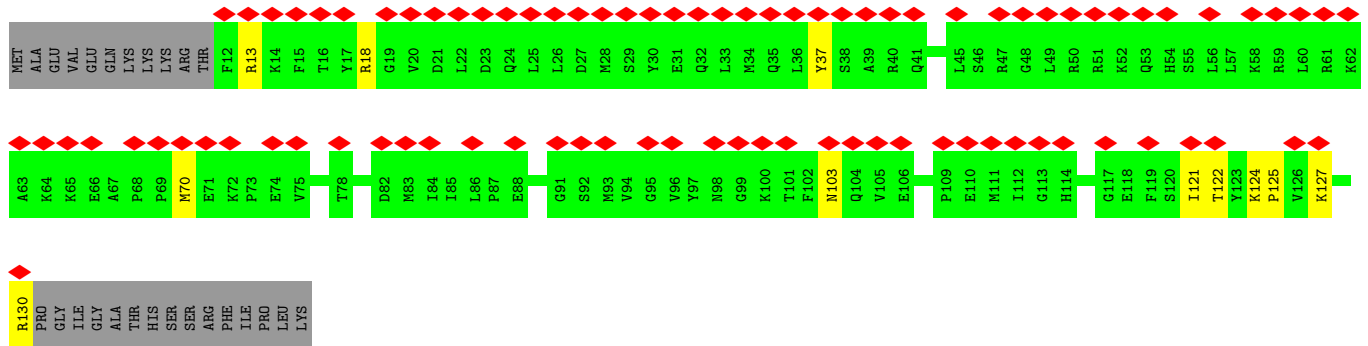 MET ALA GLU VAL GLU GLN LYS LYS LYS ARG THR F12 R13 K14 F15 T16 Y17 R18 G19 V20 D21 L22 D23 Q24 L25 L26 D27 M28 S29 Y30 E31 Q32 L33 M34 Q35 L36 Y37 S38 A39 R40 Q41 L45 S46 R47 G48 L49 R50 R51 K52 Q53 H54 S55 L56 L57 K58 R59 L60 R61 K62
A63 K64 K65 E66 A67 P68 P69 M70 E71 K72 P73 E74 V75 T78 D82 M83 I84 I85 L86 P87 E88 G91 S92 M93 V94 G95 V96 Y97 N98 G99 K100 T101 F102 N103 Q104 V105 E106 P109 E110 M111 I112 G113 H114 G117 E118 F119 S120 I121 T122 Y123 K124 P125 V126 K127
R130 PRO GLY ILE GLY ALA THR HIS SER SER ARG PHE ILE PRO LEU LYS